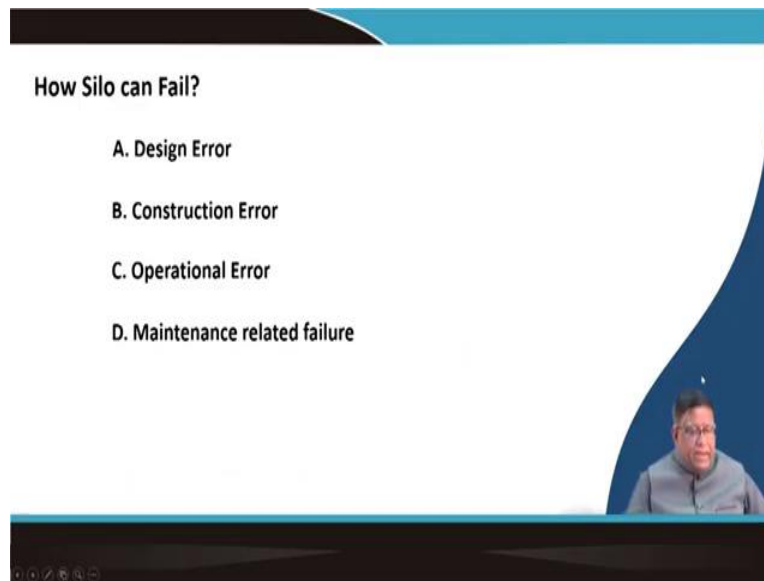 How Silo can Fail?
A. Design Error
B. Construction Error
C. Operational Error
D. Maintenance related failure